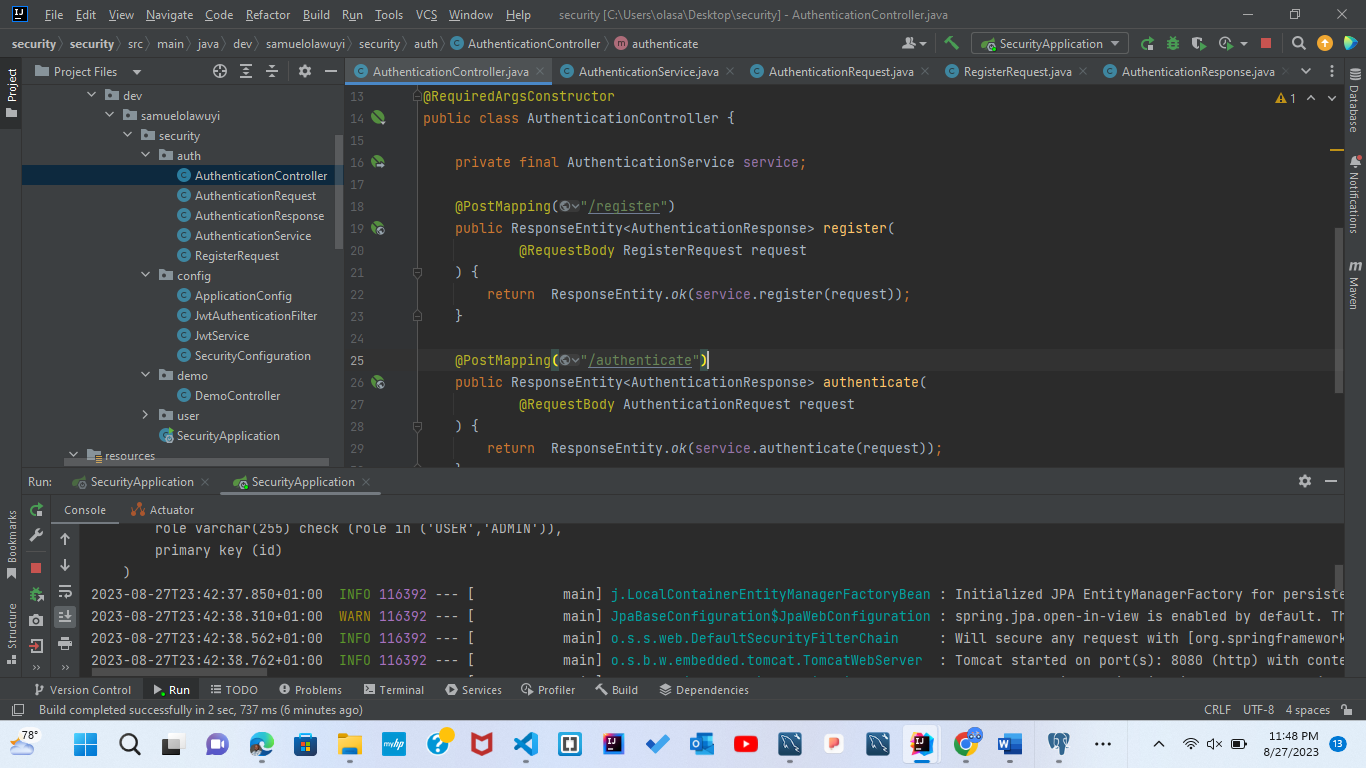 File Edit View Navigate Code Refactor Build Run Tools VCS Window Help security [C:\Users\olasa\Desktop\security] - AuthenticationController.java
security src main java dev samuelolawuyi security auth AuthenticationController authenticate SecurityApplication
Project
Project Files
AuthenticationController.java AuthenticationService.java AuthenticationRequest.java RegisterRequest.java AuthenticationResponse.java
dev
samuelolawuyi
security
auth
AuthenticationController
AuthenticationRequest
AuthenticationResponse
AuthenticationService
RegisterRequest
config
ApplicationConfig
JwtAuthenticationFilter
JwtService
SecurityConfiguration
demo
DemoController
user
SecurityApplication
resources
1
13 @RequiredArgsConstructor
14 public class AuthenticationController {
15
16 private final AuthenticationService service;
17
18 @PostMapping("/register")
19 public ResponseEntity<AuthenticationResponse> register(
20 @RequestBody RegisterRequest request
21 ) {
22 return ResponseEntity.ok(service.register(request));
23 }
24
25 @PostMapping("/authenticate")
26 public ResponseEntity<AuthenticationResponse> authenticate(
27 @RequestBody AuthenticationRequest request
28 ) {
29 return ResponseEntity.ok(service.authenticate(request));
Database
Notifications
m Maven
Run: SecurityApplication SecurityApplication
Console Actuator
Bookmarks
Structure
role varchar(255) check (role in ('USER','ADMIN')),
primary key (id)
)
2023-08-27T23:42:37.850+01:00 INFO 116392 --- [ main] j.LocalContainerEntityManagerFactoryBean : Initialized JPA EntityManagerFactory for persiste
2023-08-27T23:42:38.310+01:00 WARN 116392 --- [ main] JpaBaseConfiguration$JpaWebConfiguration : spring.jpa.open-in-view is enabled by default. Th
2023-08-27T23:42:38.562+01:00 INFO 116392 --- [ main] o.s.s.web.DefaultSecurityFilterChain : Will secure any request with [org.springframework
2023-08-27T23:42:38.762+01:00 INFO 116392 --- [ main] o.s.b.w.embedded.tomcat.TomcatWebServer : Tomcat started on port(s): 8080 (http) with conte
Version Control Run TODO Problems Terminal Services Profiler Build Dependencies
Build completed successfully in 2 sec, 737 ms (6 minutes ago) CRLF UTF-8 4 spaces
78°
myhp
11:48 PM
8/27/2023
13